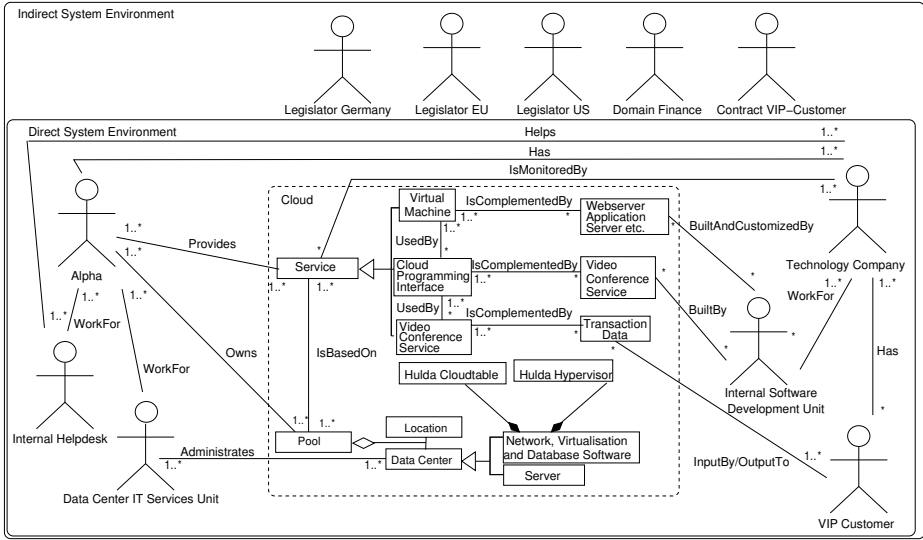 Indirect System Environment
Legislator Germany
Legislator EU
Legislator US
Domain Finance
Contract VIP−Customer
Direct System Environment
Helps
1..*
Has
1..*
IsMonitoredBy
1..*
Cloud
Virtual
Machine
IsComplementedBy
1..*
*
Webserver
Application
Server etc.
*
BuiltAndCustomizedBy
*
1..*
UsedBy
*
1..*
1..*
Provides
Alpha
*
Service
1..*
1..*
Cloud
Programming
Interface
IsComplementedBy
1..*
*
Video
Conference
Service
*
BuiltBy
*
Technology Company
1..*
1..*
WorkFor
*
1..*
1..*
WorkFor
1..*
UsedBy
1..*
*
Video
Conference
Service
IsComplementedBy
1..*
*
Transaction
Data
*
Owns
IsBasedOn
WorkFor
Has
Hulda Cloudtable
Hulda Hypervisor
Internal Software
Development Unit
*
Internal Helpdesk
1..*
1..*
Pool
Location
Network, Virtualisation
and Database Software
Administrates
1..*
1..*
Data Center
Server
InputBy/OutputTo
1..*
Data Center IT Services Unit
VIP Customer